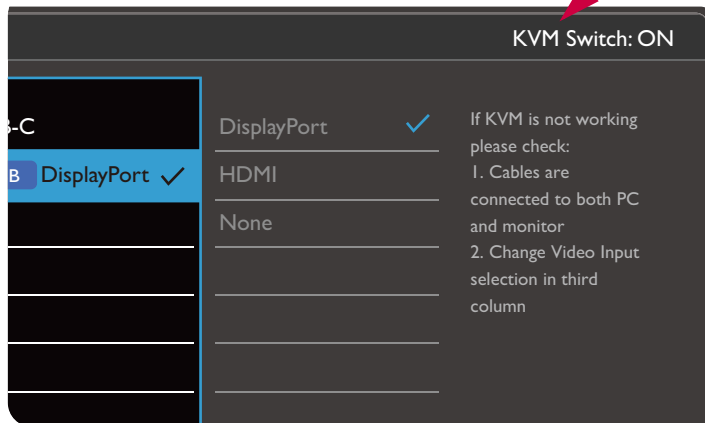 KVM Switch: ON
-C
B DisplayPort
DisplayPort
HDMI
None
If KVM is not working
please check:
1. Cables are
connected to both PC
and monitor
2. Change Video Input
selection in third
column